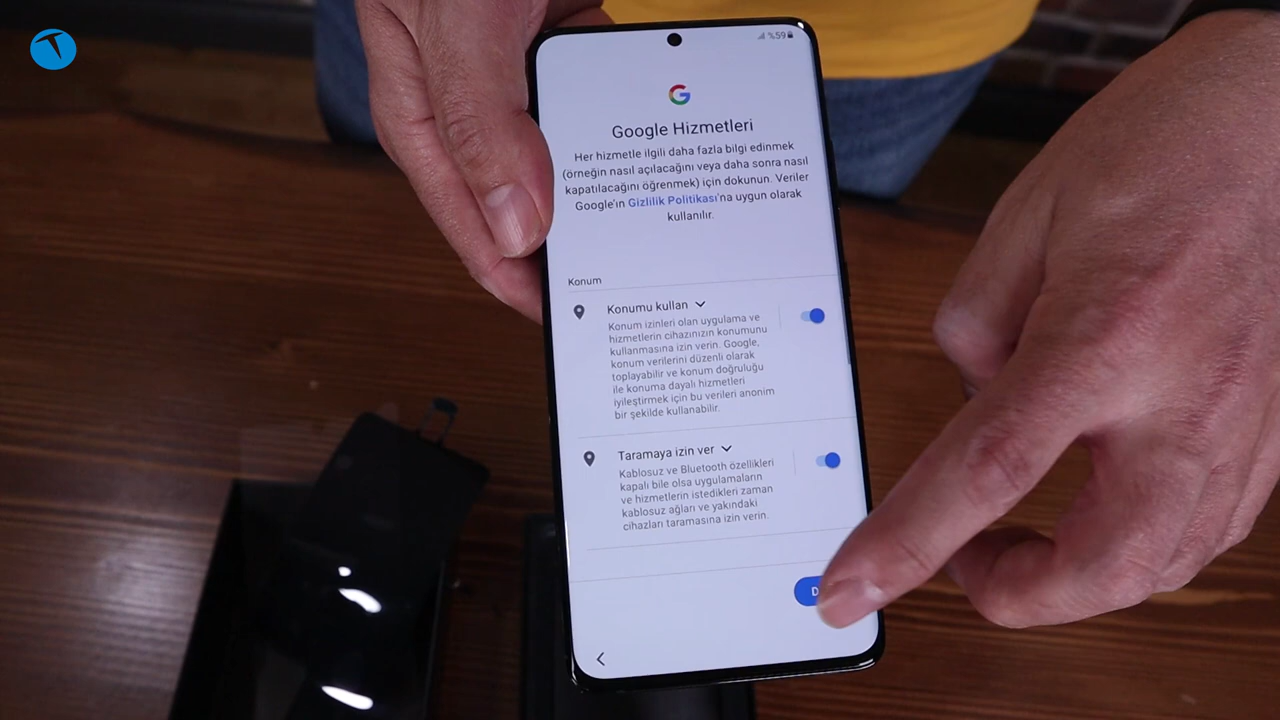 %59
Google Hizmetleri
Her hizmetle ilgili daha fazla bilgi edinmek
(örneğin nasıl açılacağını veya daha sonra nasıl
kapatılacağını öğrenmek) için dokunun. Veriler
Google'ın Gizlilik Politikası'na uygun olarak
kullanılır.
Konum
Konumu kullan
Konum izinleri olan uygulama ve
hizmetlerin cihazınızın konumunu
kullanmasına izin verin. Google,
konum verilerini düzenli olarak
toplayabilir ve konum doğruluğu
ile konuma dayalı hizmetleri
iyileştirmek için bu verileri anonim
bir şekilde kullanabilir.
Taramaya izin ver
Kablosuz ve Bluetooth özellikleri
kapalı bile olsa uygulamaların
ve hizmetlerin istedikleri zaman
kablosuz ağları ve yakındaki
cihazları taramasına izin verin.